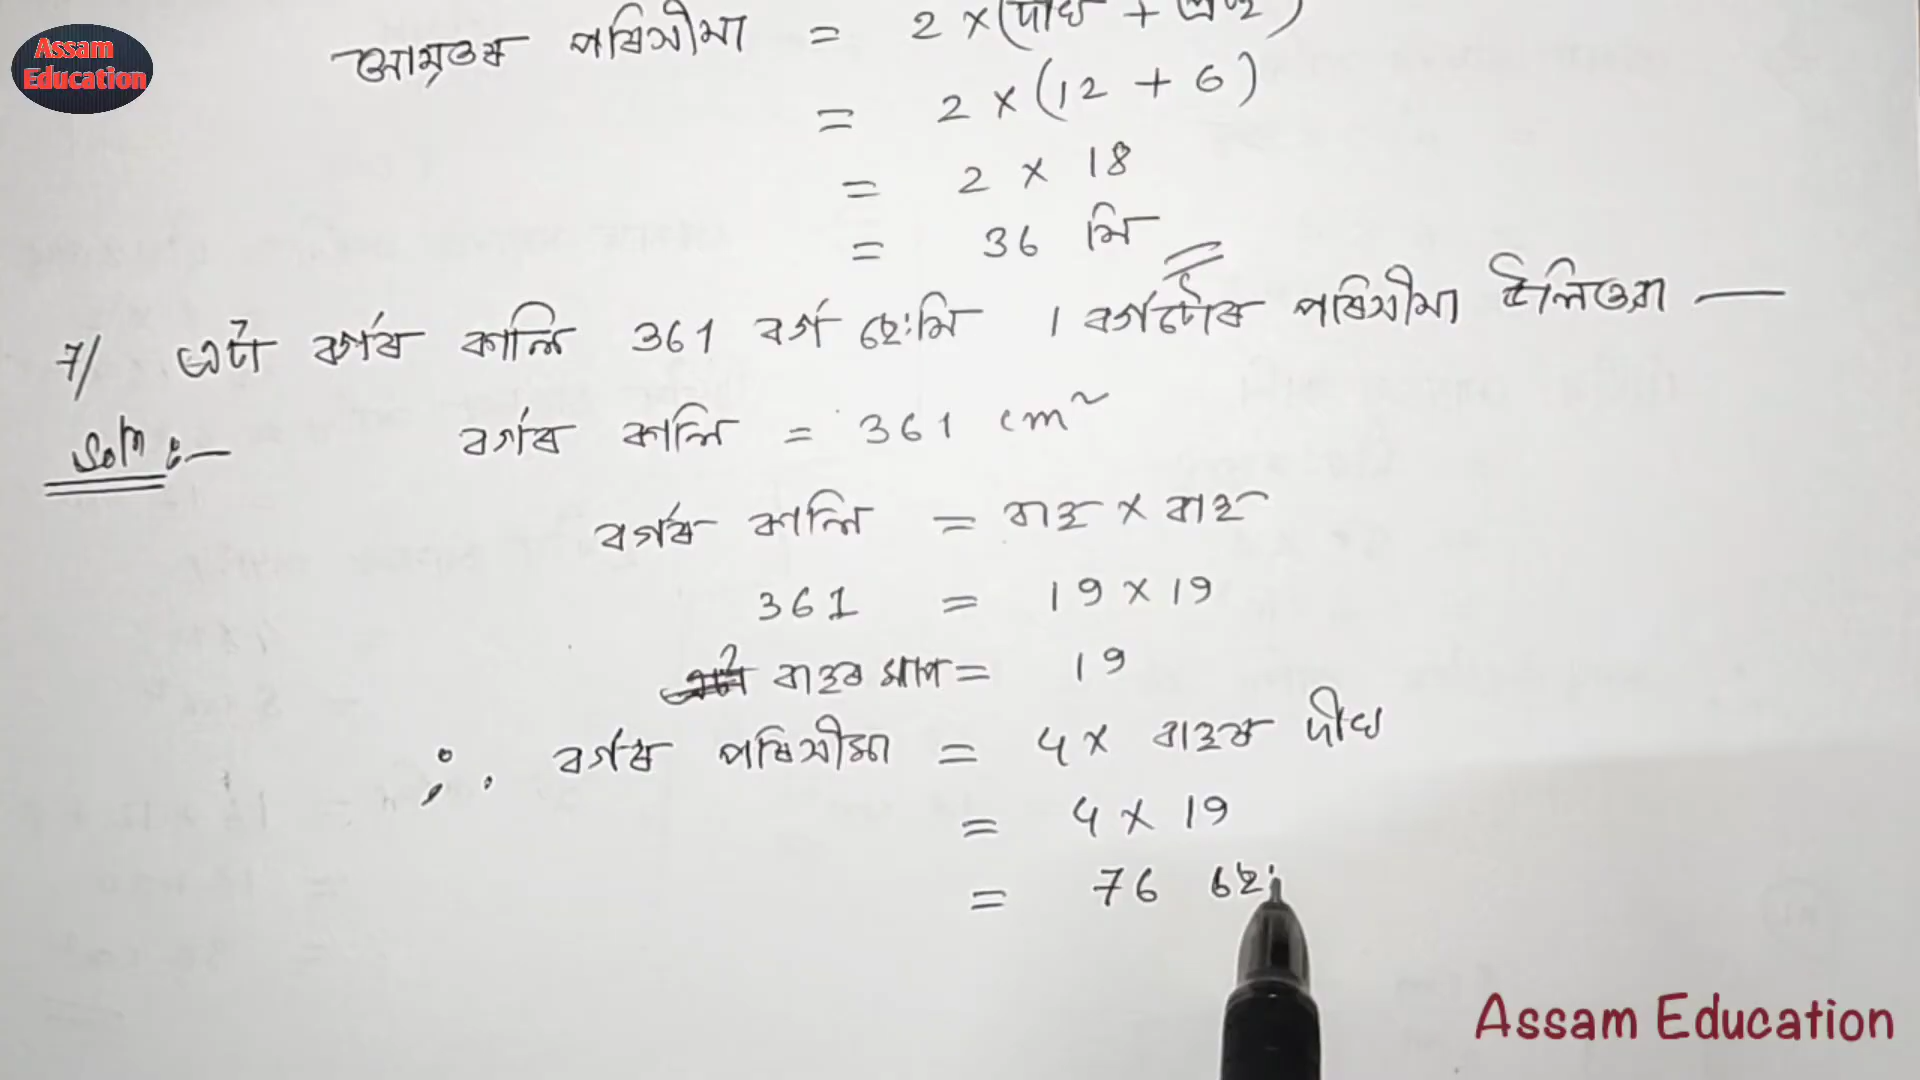 Assam
Education
আয়তৰ পৰিসীমা = 2 × (দীঘ + প্ৰস্থ)
= 2 × (12 + 6)
= 2 × 18
= 36 মি
7/ এটা বৰ্গৰ কালি 361 বৰ্গ ছে:মি । বৰ্গটোৰ পৰিসীমা উলিওৱা —
Soln :—
বৰ্গৰ কালি = 361 cm²
বৰ্গৰ কালি = বাহু × বাহু
361 = 19 × 19
বাহুৰ মাপ = 19
∴ বৰ্গৰ পৰিসীমা = 4 × বাহুৰ দীঘ
= 4 × 19
= 76 ছে:
Assam Education